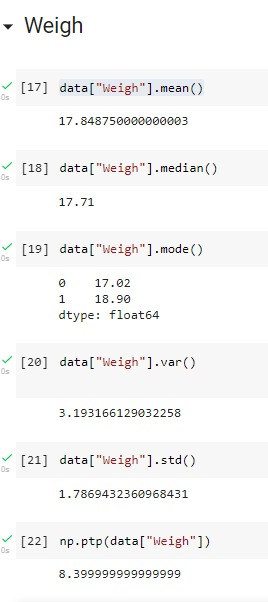 Weigh
[17] data["Weigh"].mean()
0s
17.848750000000003
[18] data["Weigh"].median()
0s
17.71
[19] data["Weigh"].mode()
0s
0 17.02
1 18.90
dtype: float64
[20] data["Weigh"].var()
0s
3.193166129032258
[21] data["Weigh"].std()
0s
1.7869432360968431
[22] np.ptp(data["Weigh"])
0s
8.399999999999999